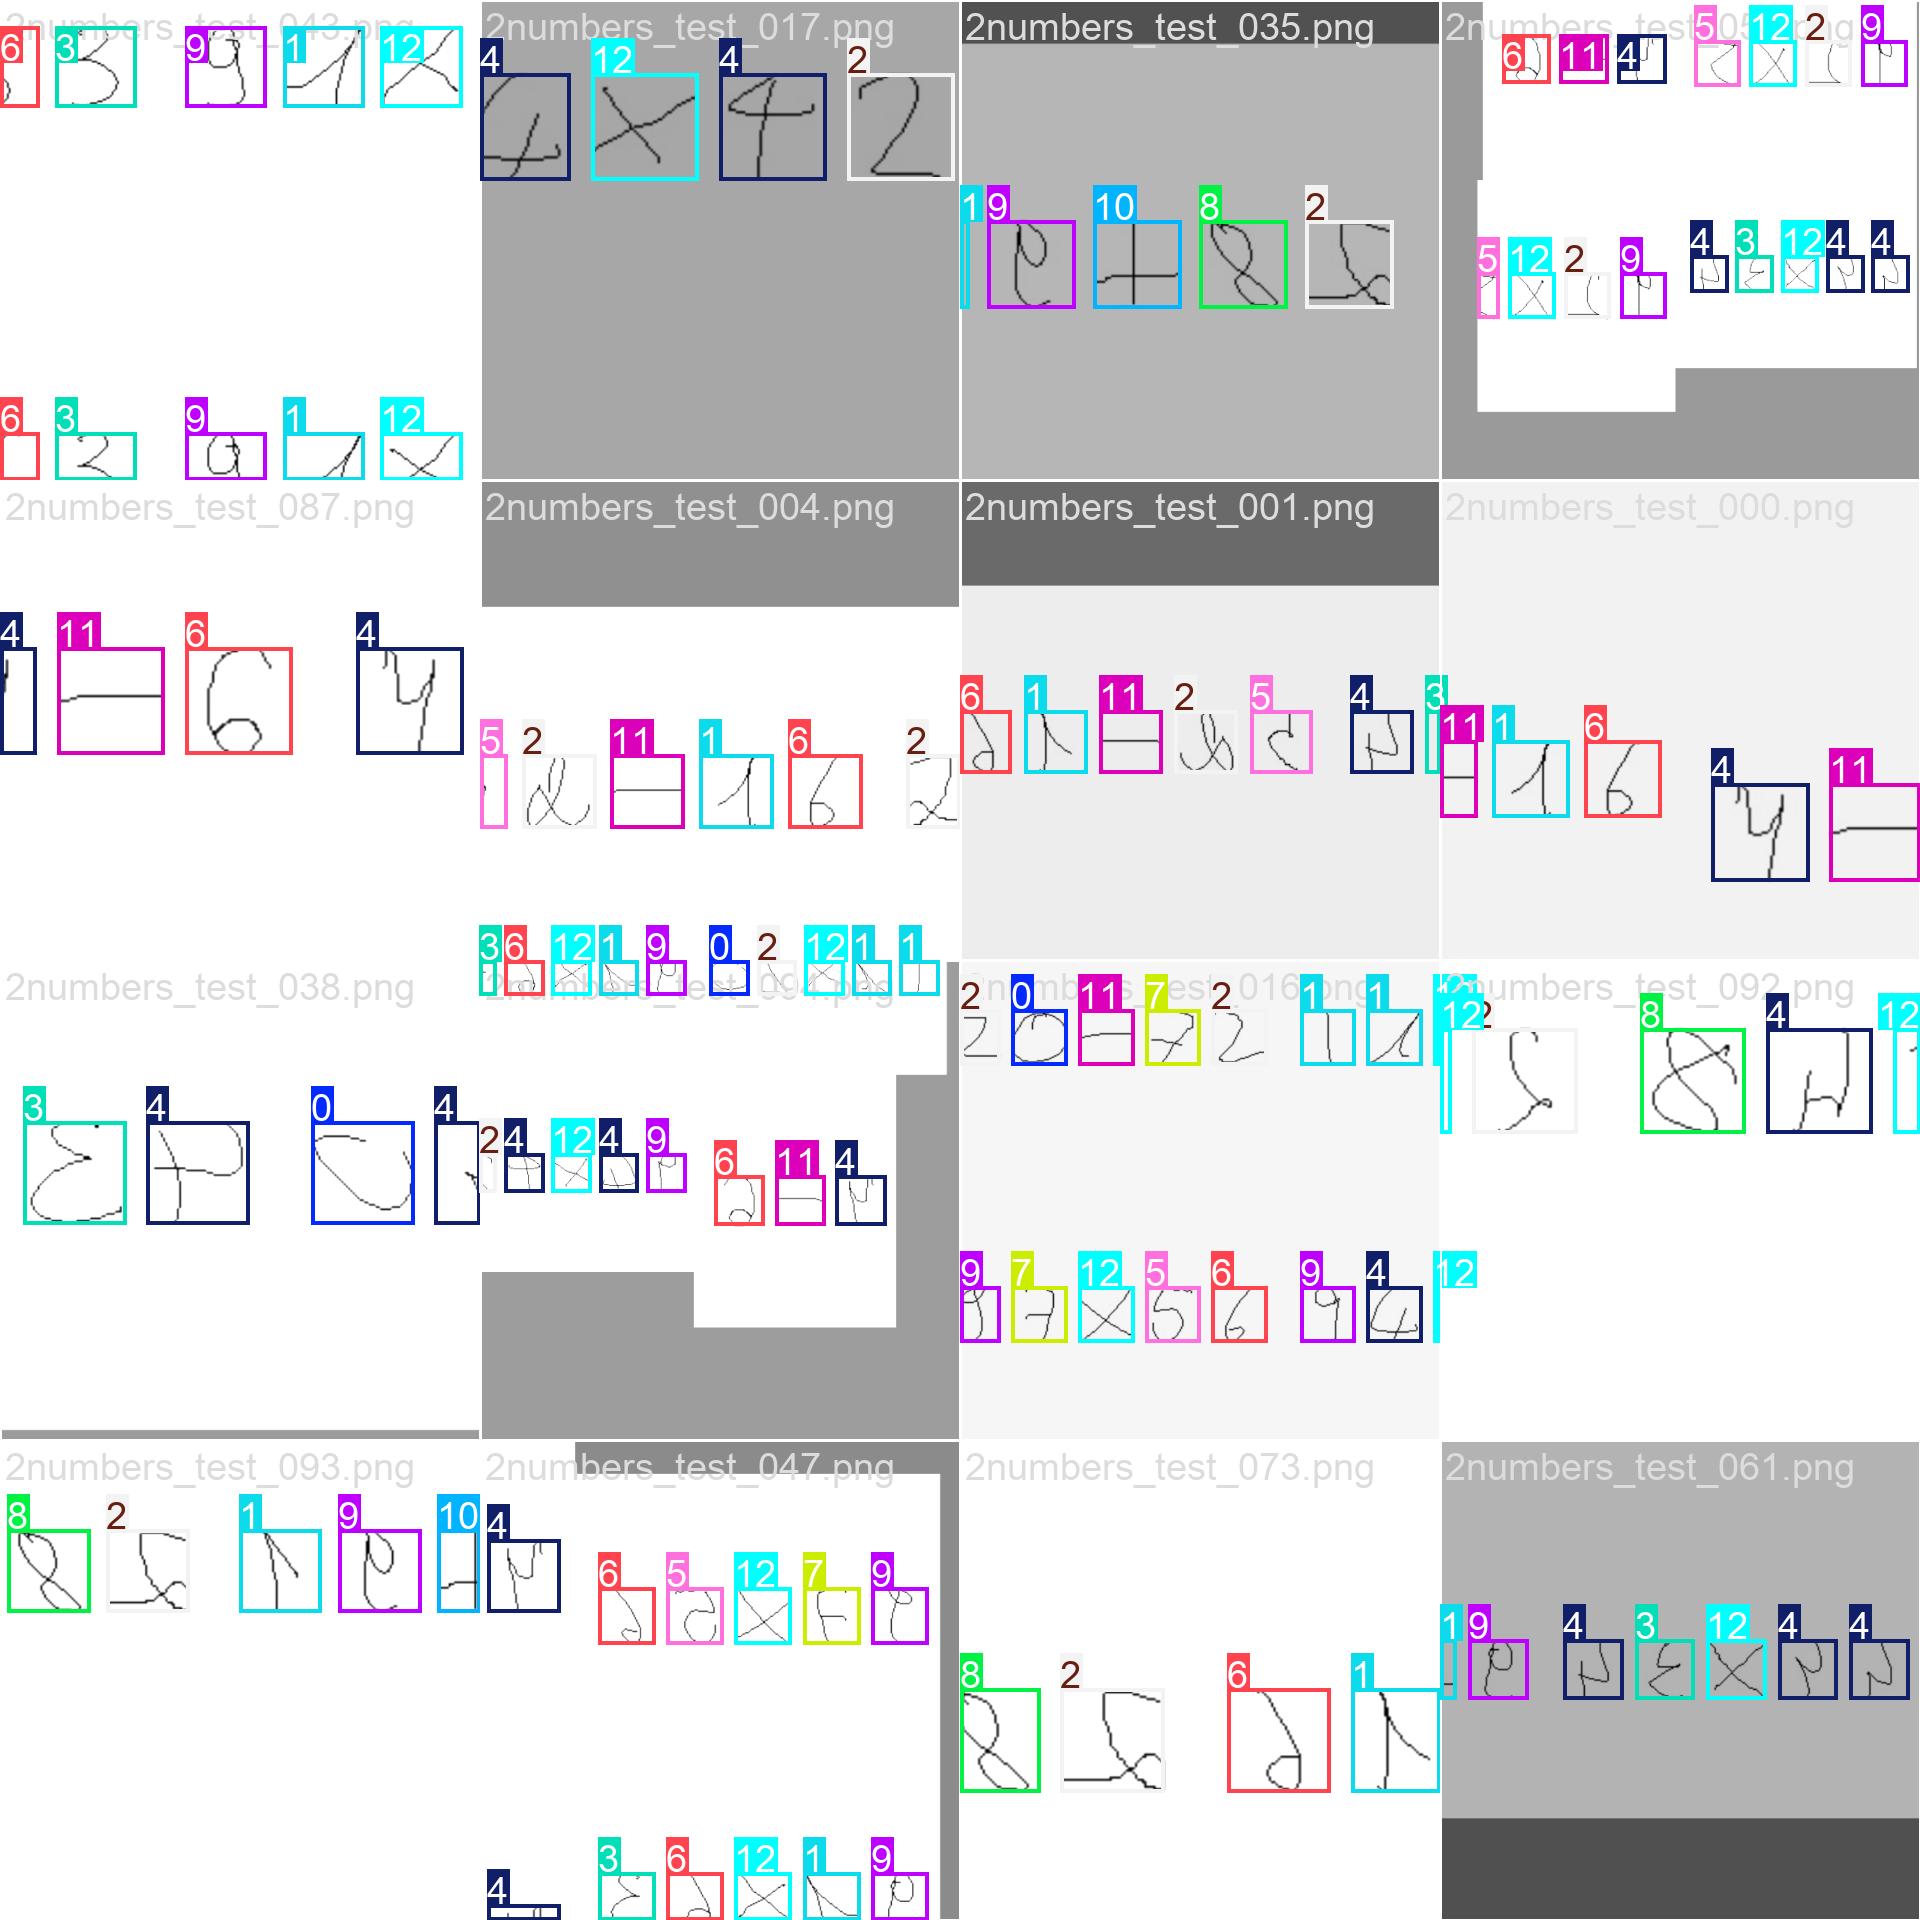 2numbers_test_043.png
6 3 9 1 12
6 3 9 1 12
2numbers_test_017.png
4 12 4 2
2numbers_test_035.png
1 9 10 8 2
6 11 4 5 12 2 9
5 12 2 9 4 3 12 4 4
2numbers_test_087.png
4 11 6 4
2numbers_test_004.png
5 2 11 1 6 2
2numbers_test_001.png
6 1 11 2 5 4 3
2numbers_test_000.png
11 1 6 4 11
2numbers_test_038.png
3 4 0 4
2numbers_test_094.png
3 6 12 1 9 0 2 12 1 1
2 4 12 4 9 6 11 4
2numbers_test_016.png
2 0 11 7 2 1 1 12
9 7 12 5 6 9 4 12
2numbers_test_092.png
12 2 8 4 12
2numbers_test_093.png
8 2 1 9 10
2numbers_test_047.png
4 6 5 12 7 9
4 3 6 12 1 9
2numbers_test_073.png
8 2 6 1
2numbers_test_061.png
1 9 4 3 12 4 4